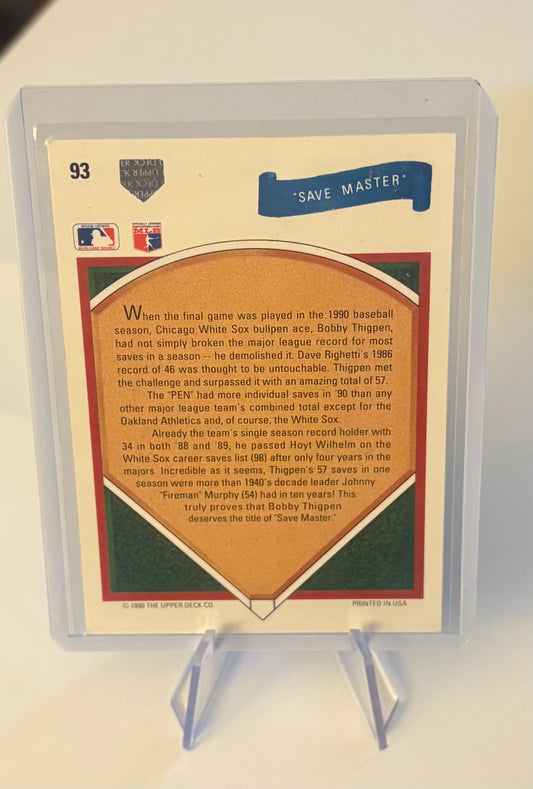 93
"SAVE MASTER"
MLB
When the final game was played in the 1990 baseball
season, Chicago White Sox bullpen ace, Bobby Thigpen,
had not simply broken the major league record for most
saves in a season -- he demolished it. Dave Righetti's 1986
record of 46 was thought to be untouchable. Thigpen met
the challenge and surpassed it with an amazing total of 57.
The "PEN" had more individual saves in '90 than any
other major league team's combined total except for the
Oakland Athletics and, of course, the White Sox.
Already the team's single season record holder with
34 in both '88 and '89, he passed Hoyt Wilhelm on the
White Sox career saves list (98) after only four years in the
majors. Incredible as it seems, Thigpen's 57 saves in one
season were more than 1940's decade leader Johnny
"Fireman" Murphy (54) had in ten years! This
truly proves that Bobby Thigpen
deserves the title of "Save Master."
© 1990 THE UPPER DECK CO.
PRINTED IN USA